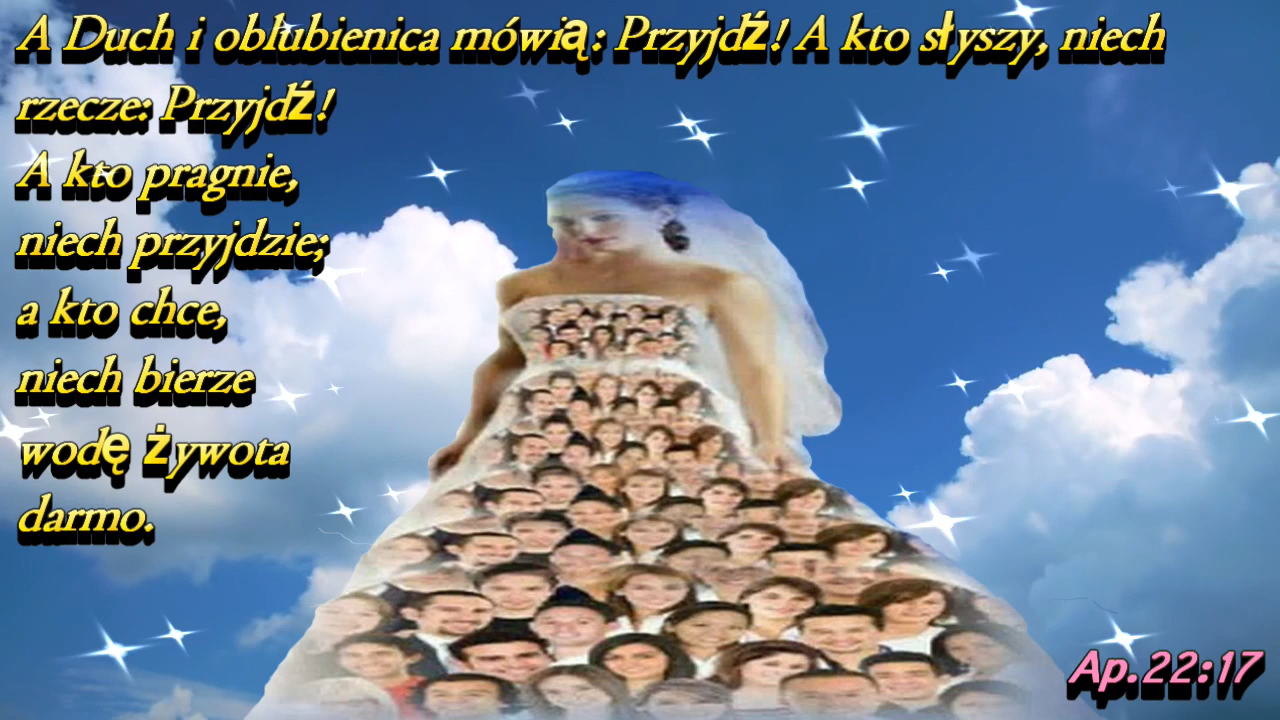 A Duch i obłubienica mówią: Przyjdź! A kto słyszy, niech
rzecze: Przyjdź!
A kto pragnie,
niech przyjdzie;
a kto chce,
niech bierze
wodę żywota
darmo.
Ap.22:17